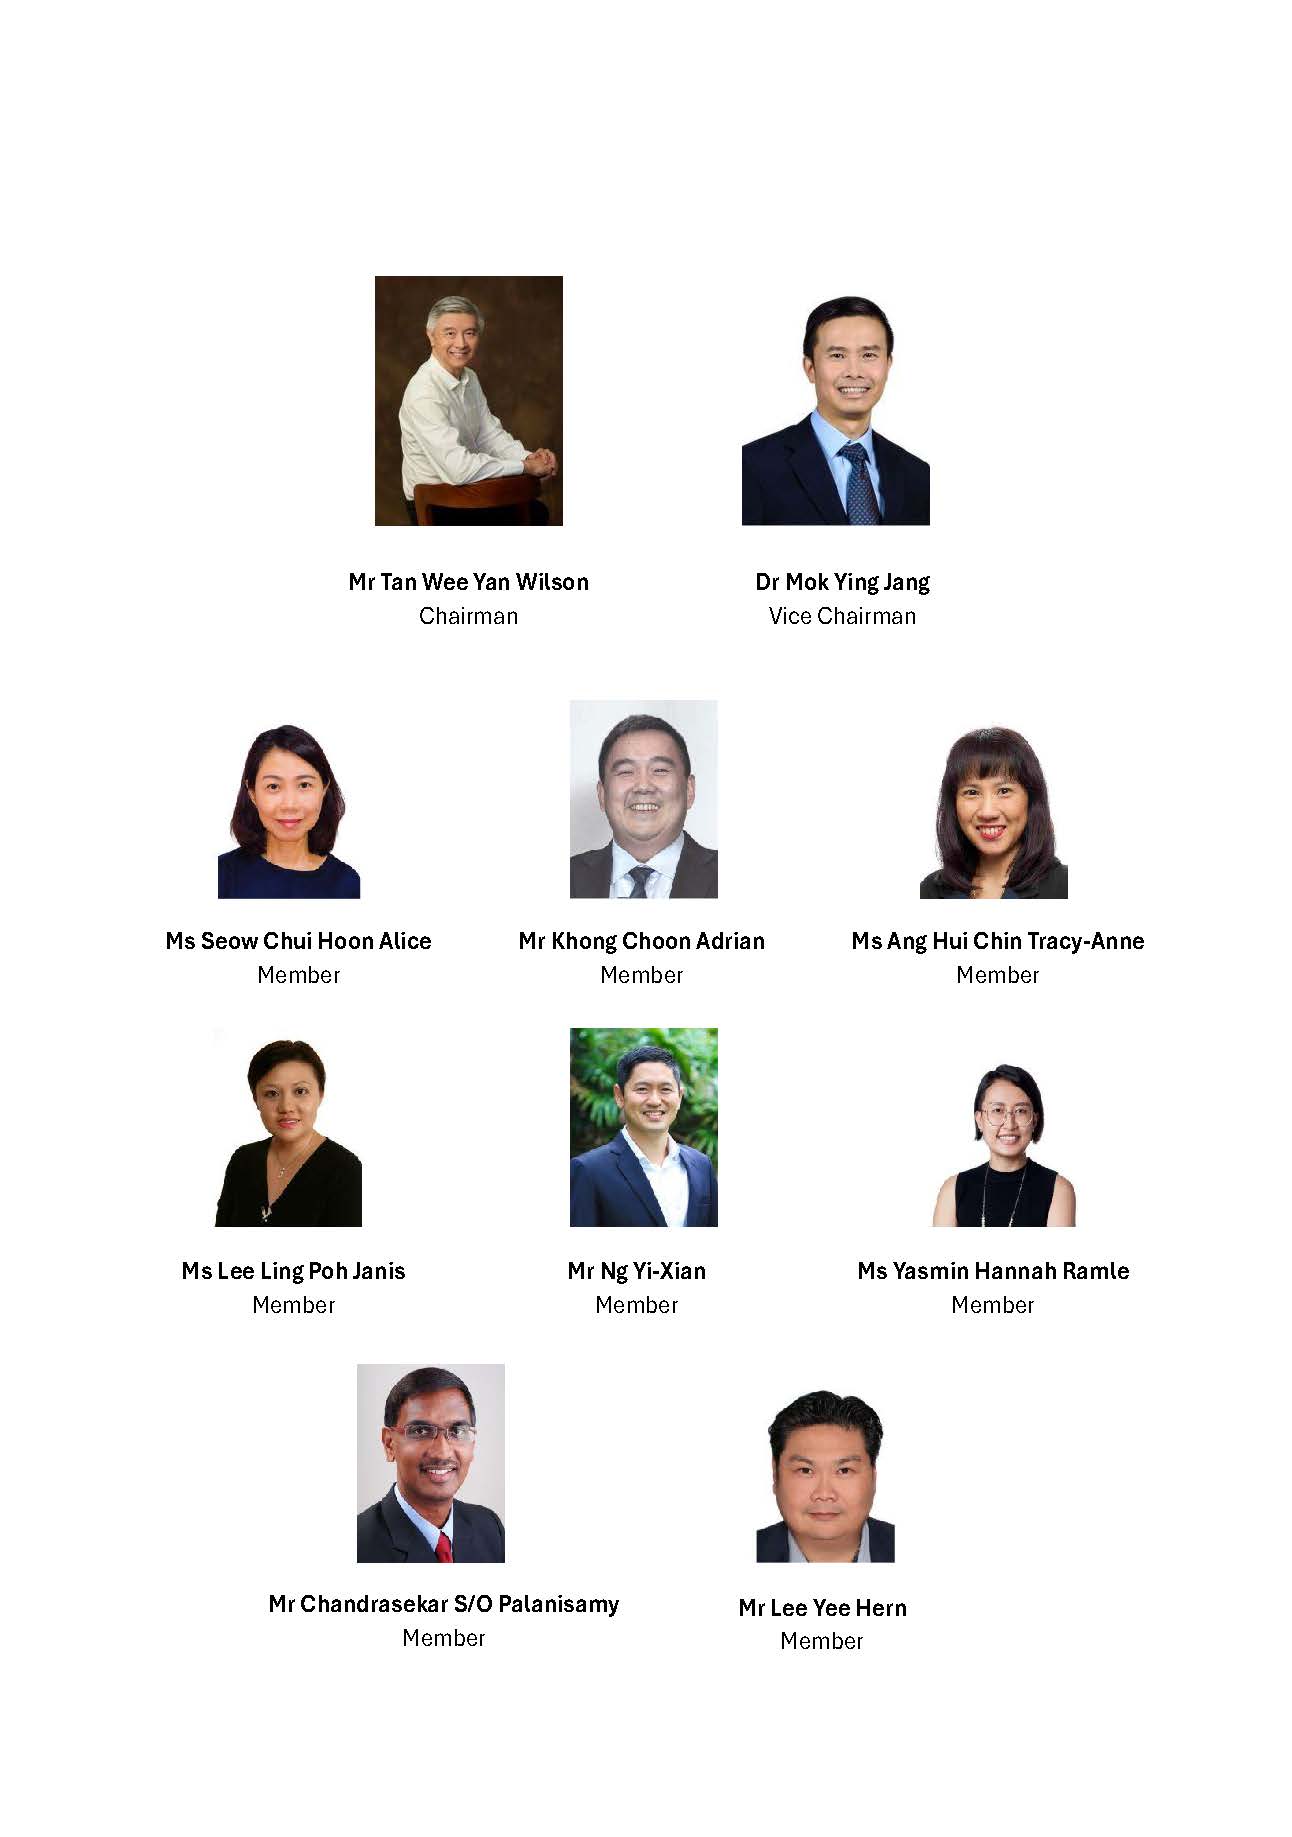 Mr Tan Wee Yan Wilson
Chairman
Dr Mok Ying Jang
Vice Chairman
Ms Seow Chui Hoon Alice
Member
Mr Khong Choon Adrian
Member
Ms Ang Hui Chin Tracy-Anne
Member
Ms Lee Ling Poh Janis
Member
Mr Ng Yi-Xian
Member
Ms Yasmin Hannah Ramle
Member
Mr Chandrasekar S/O Palanisamy
Member
Mr Lee Yee Hern
Member